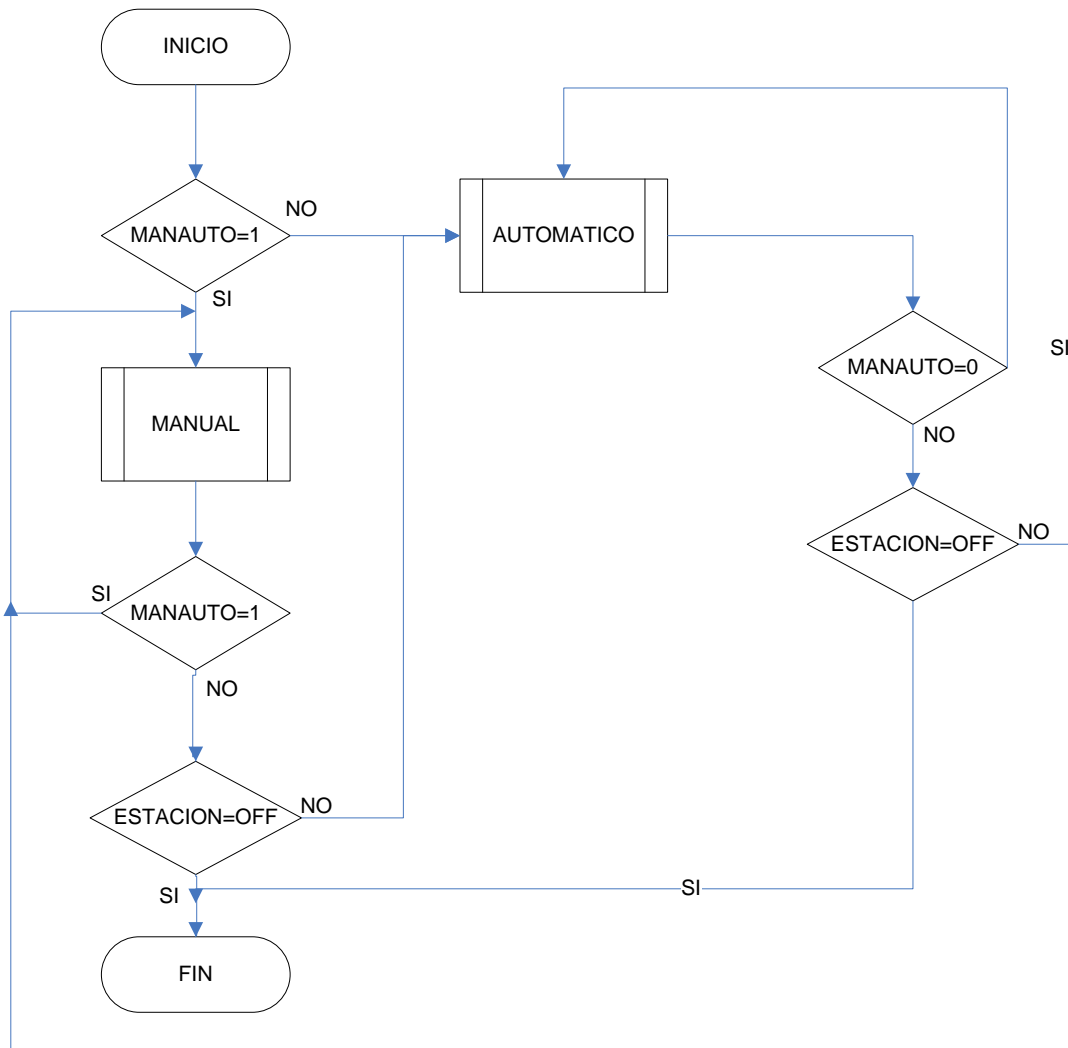 INICIO
MANAUTO=1
NO
SI
AUTOMATICO
MANAUTO=0
SI
NO
MANUAL
ESTACION=OFF
NO
MANAUTO=1
SI
NO
ESTACION=OFF
NO
SI
SI
FIN